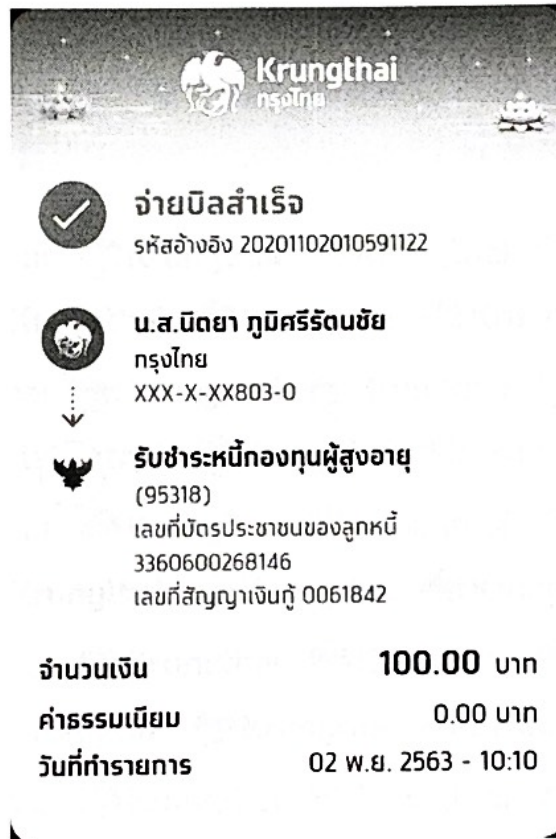 Krungthai
กรุงไทย
จ่ายบิลสำเร็จ
รหัสอ้างอิง 20201102010591122
น.ส.นิตยา ภูมิศรีรัตนชัย
กรุงไทย
XXX-X-XX803-0
รับชำระหนี้กองทุนผู้สูงอายุ
(95318)
เลขที่บัตรประชาชนของลูกหนี้
3360600268146
เลขที่สัญญาเงินกู้ 0061842
จำนวนเงิน 100.00 บาท
ค่าธรรมเนียม 0.00 บาท
วันที่ทำรายการ 02 พ.ย. 2563 - 10:10